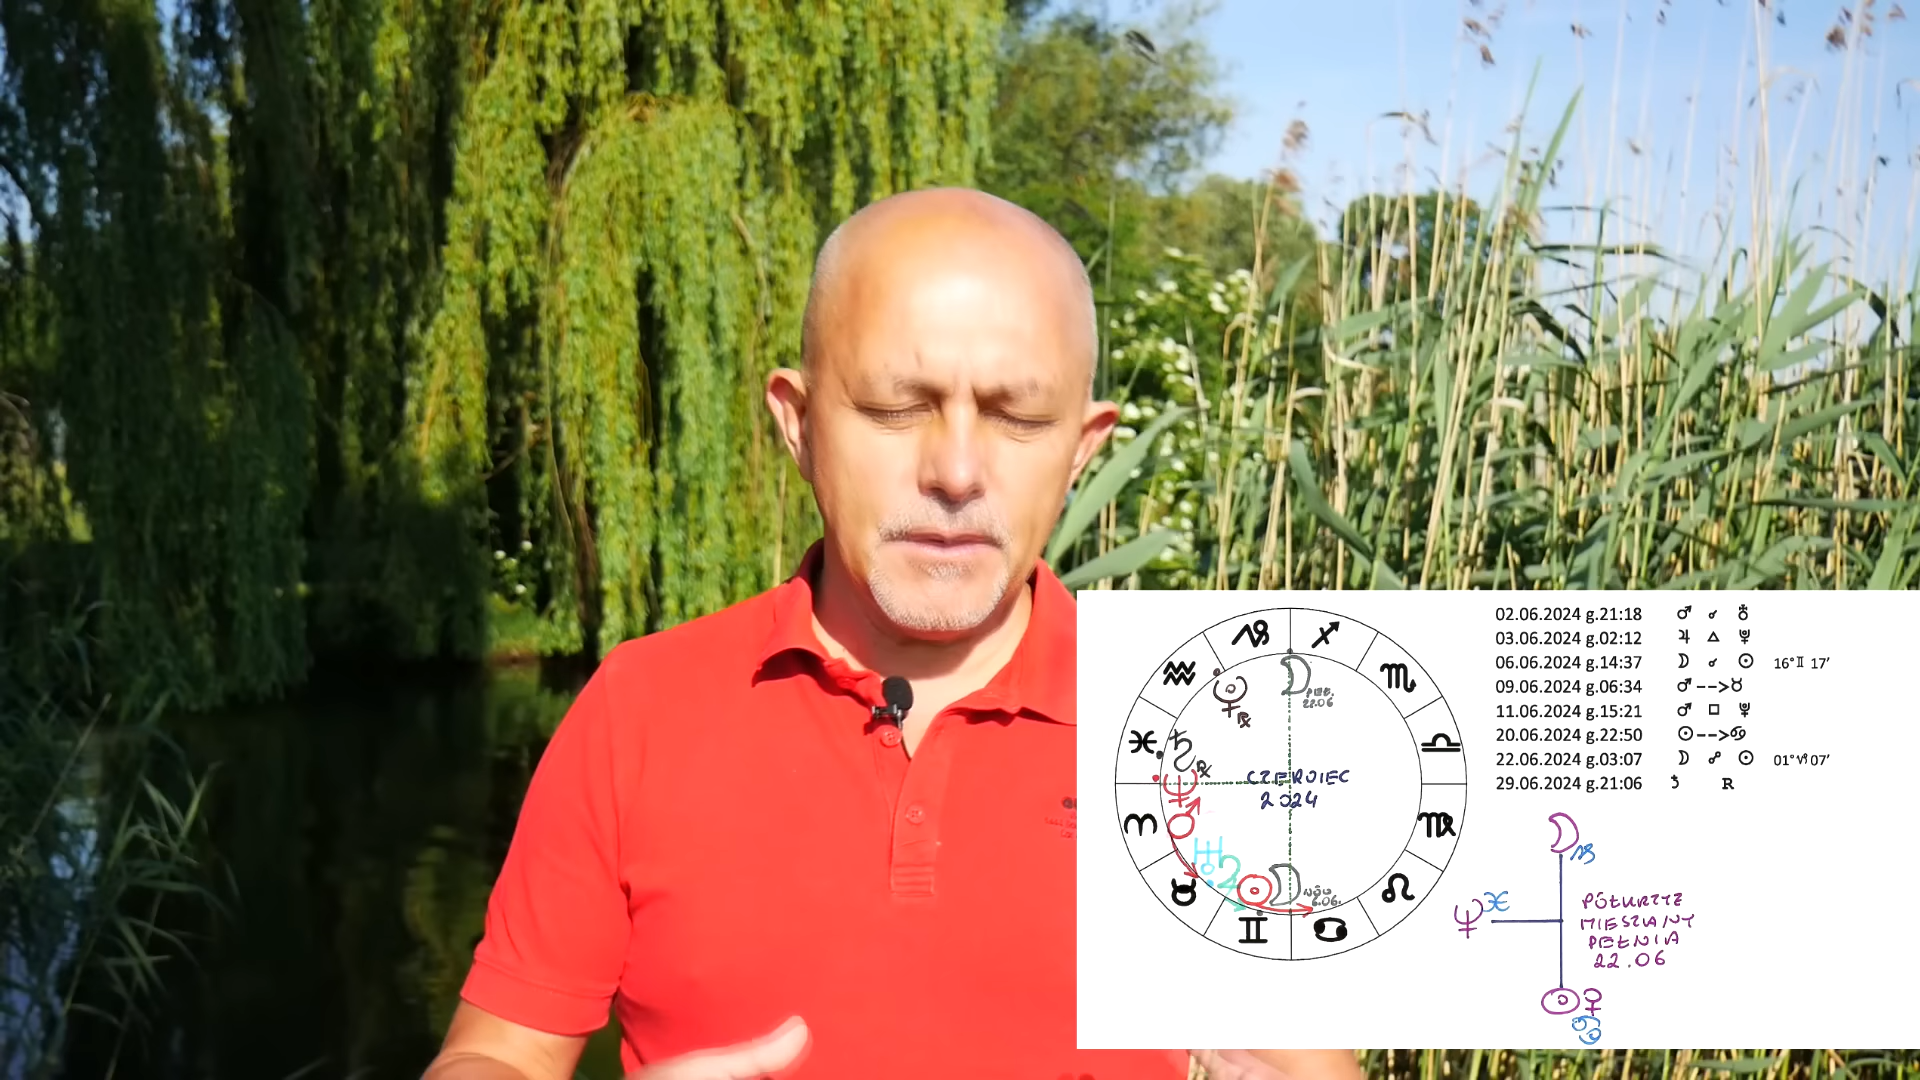 02.06.2024 g.21:18 ♂ ☌ ♁
03.06.2024 g.02:12 ♃ △ ♆
06.06.2024 g.14:37 ☽ ☌ ☉ 16°♊ 17′
09.06.2024 g.06:34 ♂-->♉
11.06.2024 g.15:21 ♂ □ ♆
20.06.2024 g.22:50 ☉-->♋
22.06.2024 g.03:07 ☽ ☍ ☉ 01°♑07′
29.06.2024 g.21:06 ♄ R
CZERWIEC
2024
22.06
PÓŁKRZYŻ
MIESZANY
PEŁNIA
22.06